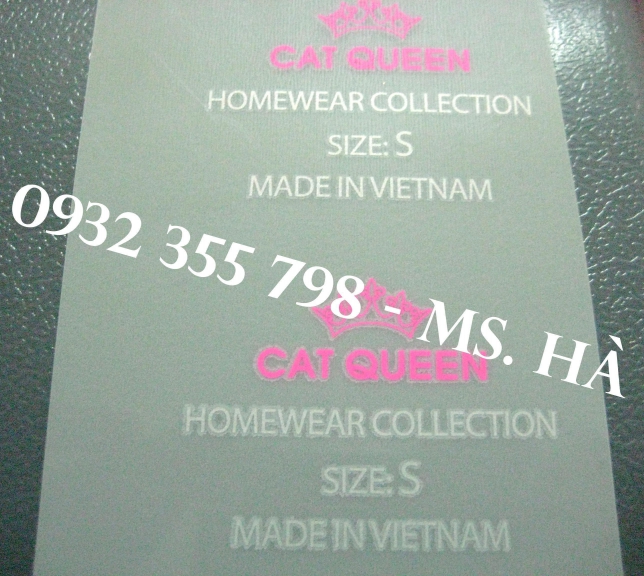 CAT QUEEN
HOMEWEAR COLLECTION
SIZE: S
MADE IN VIETNAM
0932 355 798 - MS. HÀ
CAT QUEEN
HOMEWEAR COLLECTION
SIZE: S
MADE IN VIETNAM